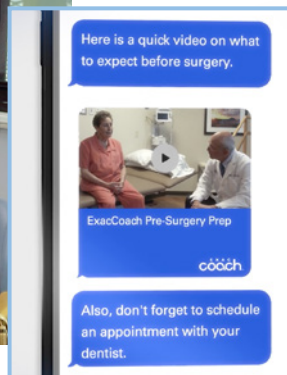 Here is a quick video on what
to expect before surgery.
ExacCoach Pre-Surgery Prep
coach
Also, don't forget to schedule
an appointment with your
dentist.